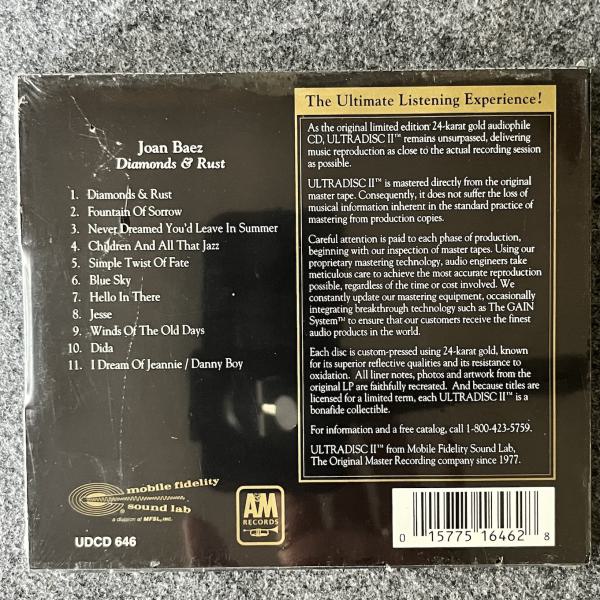 Joan Baez
Diamonds & Rust
1. Diamonds & Rust
2. Fountain Of Sorrow
3. Never Dreamed You'd Leave In Summer
4. Children And All That Jazz
5. Simple Twist Of Fate
6. Blue Sky
7. Hello In There
8. Jesse
9. Winds Of The Old Days
10. Dida
11. I Dream Of Jeannie / Danny Boy
mobile fidelity
sound lab
a division of MFSL, INC.
UDCD 646
A&M
RECORDS
The Ultimate Listening Experience!
As the original limited edition 24-karat gold audiophile
CD, ULTRADISC II™ remains unsurpassed, delivering
music reproduction as close to the actual recording session
as possible.
ULTRADISC II™ is mastered directly from the original
master tape. Consequently, it does not suffer the loss of
musical information inherent in the standard practice of
mastering from production copies.
Careful attention is paid to each phase of production,
beginning with our inspection of master tapes. Using our
proprietary mastering technology, audio engineers take
meticulous care to achieve the most accurate reproduction
possible, regardless of the time or cost involved. We
constantly update our mastering equipment, occasionally
integrating breakthrough technology such as The GAIN
System™ to ensure that our customers receive the finest
audio products in the world.
Each disc is custom-pressed using 24-karat gold, known
for its superior reflective qualities and its resistance to
oxidation. All liner notes, photos and artwork from the
original LP are faithfully recreated. And because titles are
licensed for a limited term, each ULTRADISC II™ is a
bonafide collectible.
For information and a free catalog, call 1-800-423-5759.
ULTRADISC II™ from Mobile Fidelity Sound Lab,
The Original Master Recording company since 1977.
0 15775 16462 8